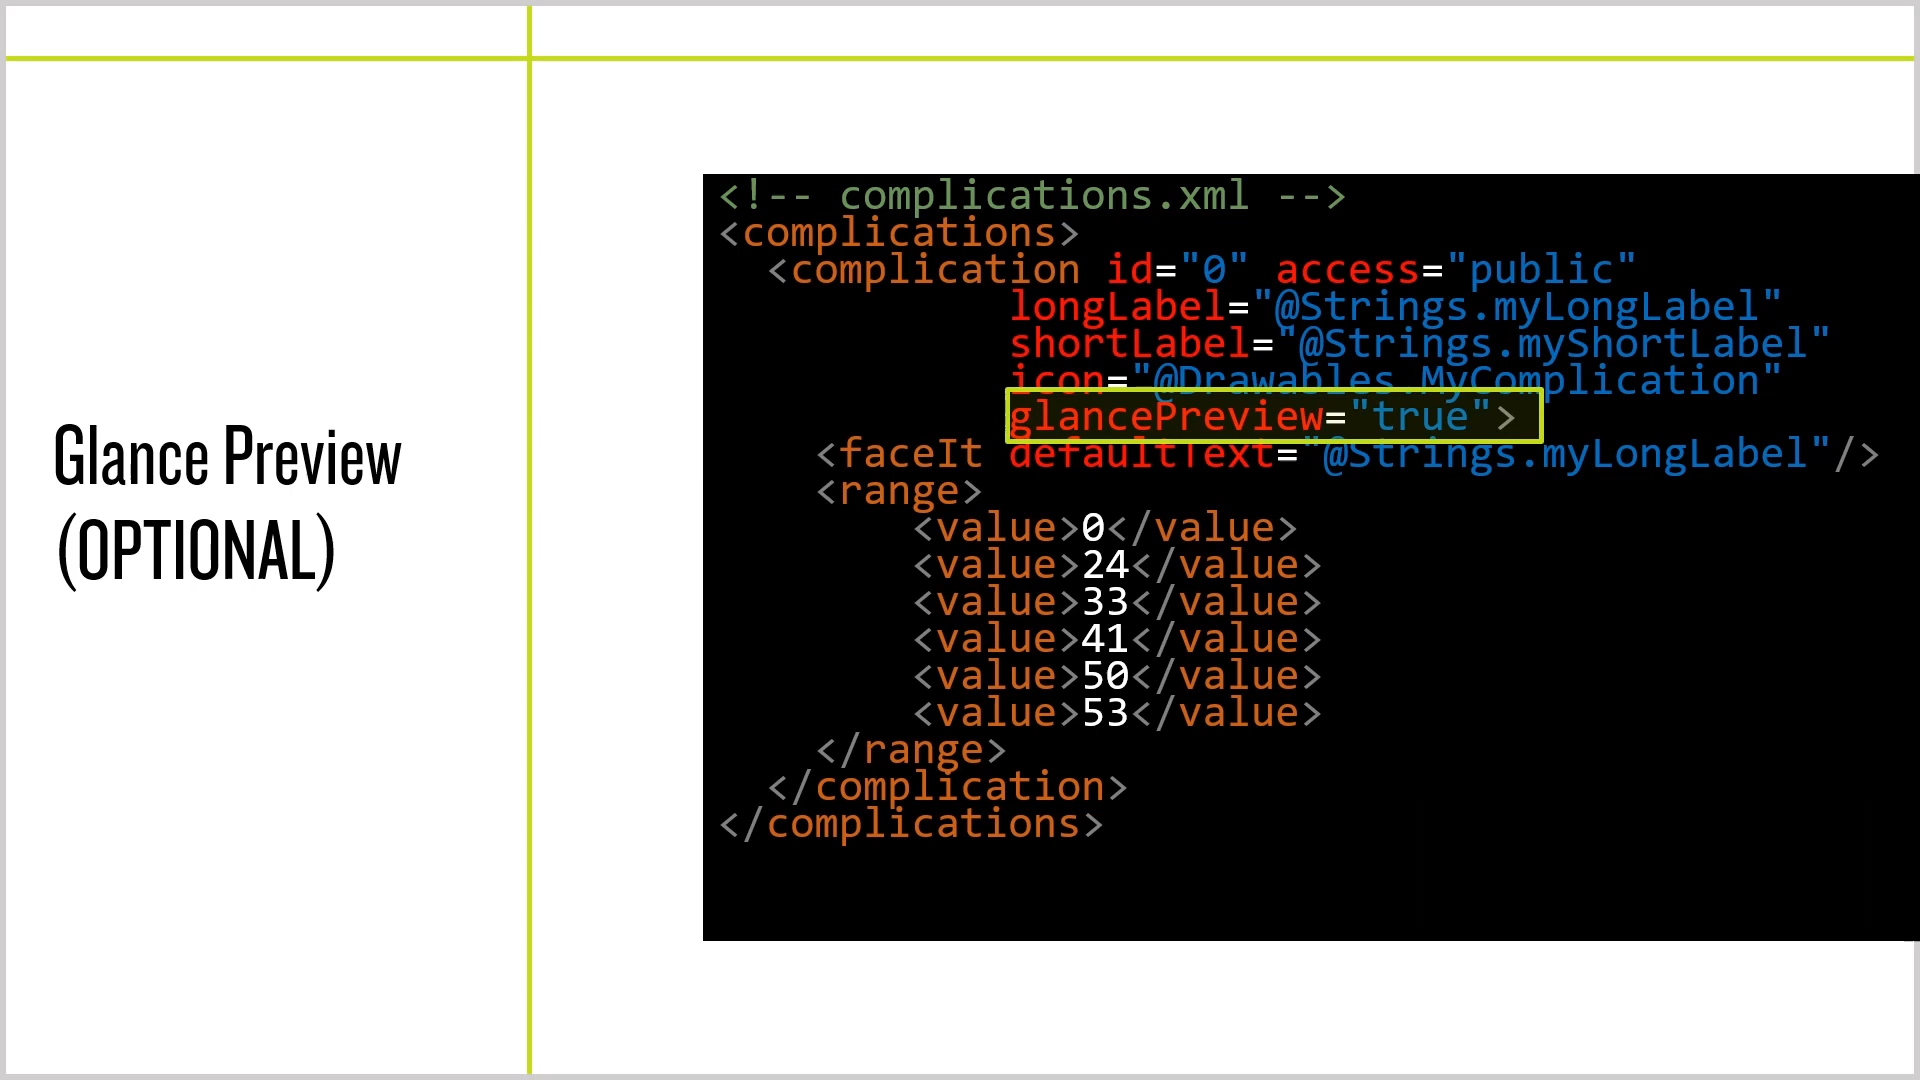 Glance Preview
(OPTIONAL)
<!-- complications.xml -->
<complications>
<complication id="0" access="public"
longLabel="@Strings.myLongLabel"
shortLabel="@Strings.myShortLabel"
icon="@Drawables.MyComplication"
glancePreview="true">
<faceIt defaultText="@Strings.myLongLabel"/>
<range>
<value>0</value>
<value>24</value>
<value>33</value>
<value>41</value>
<value>50</value>
<value>53</value>
</range>
</complication>
</complications>